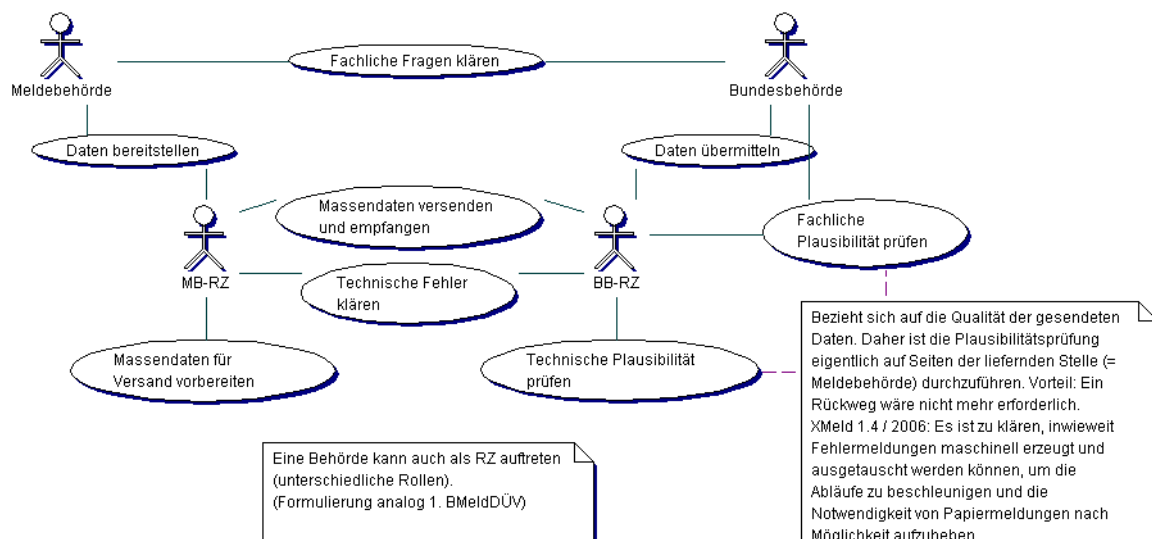 Fachliche Fragen klären
Meldebehörde
Bundesbehörde
Daten bereitstellen
Daten übermitteln
Massendaten versenden
und empfangen
Fachliche
Plausibilität prüfen
MB-RZ
Technische Fehler
klären
BB-RZ
Massendaten für
Versand vorbereiten
Technische Plausibilität
prüfen
Bezieht sich auf die Qualität der gesendeten
Daten. Daher ist die Plausibilitätsprüfung
eigentlich auf Seiten der liefernden Stelle (=
Meldebehörde) durchzuführen. Vorteil: Ein
Rückweg wäre nicht mehr erforderlich.
XMeld 1.4 / 2006: Es ist zu klären, inwieweit
Fehlermeldungen maschinell erzeugt und
ausgetauscht werden können, um die
Abläufe zu beschleunigen und die
Notwendigkeit von Papiermeldungen nach
Möglichkeit aufzuheben
Eine Behörde kann auch als RZ auftreten
(unterschiedliche Rollen).
(Formulierung analog 1. BMeldDÜV)